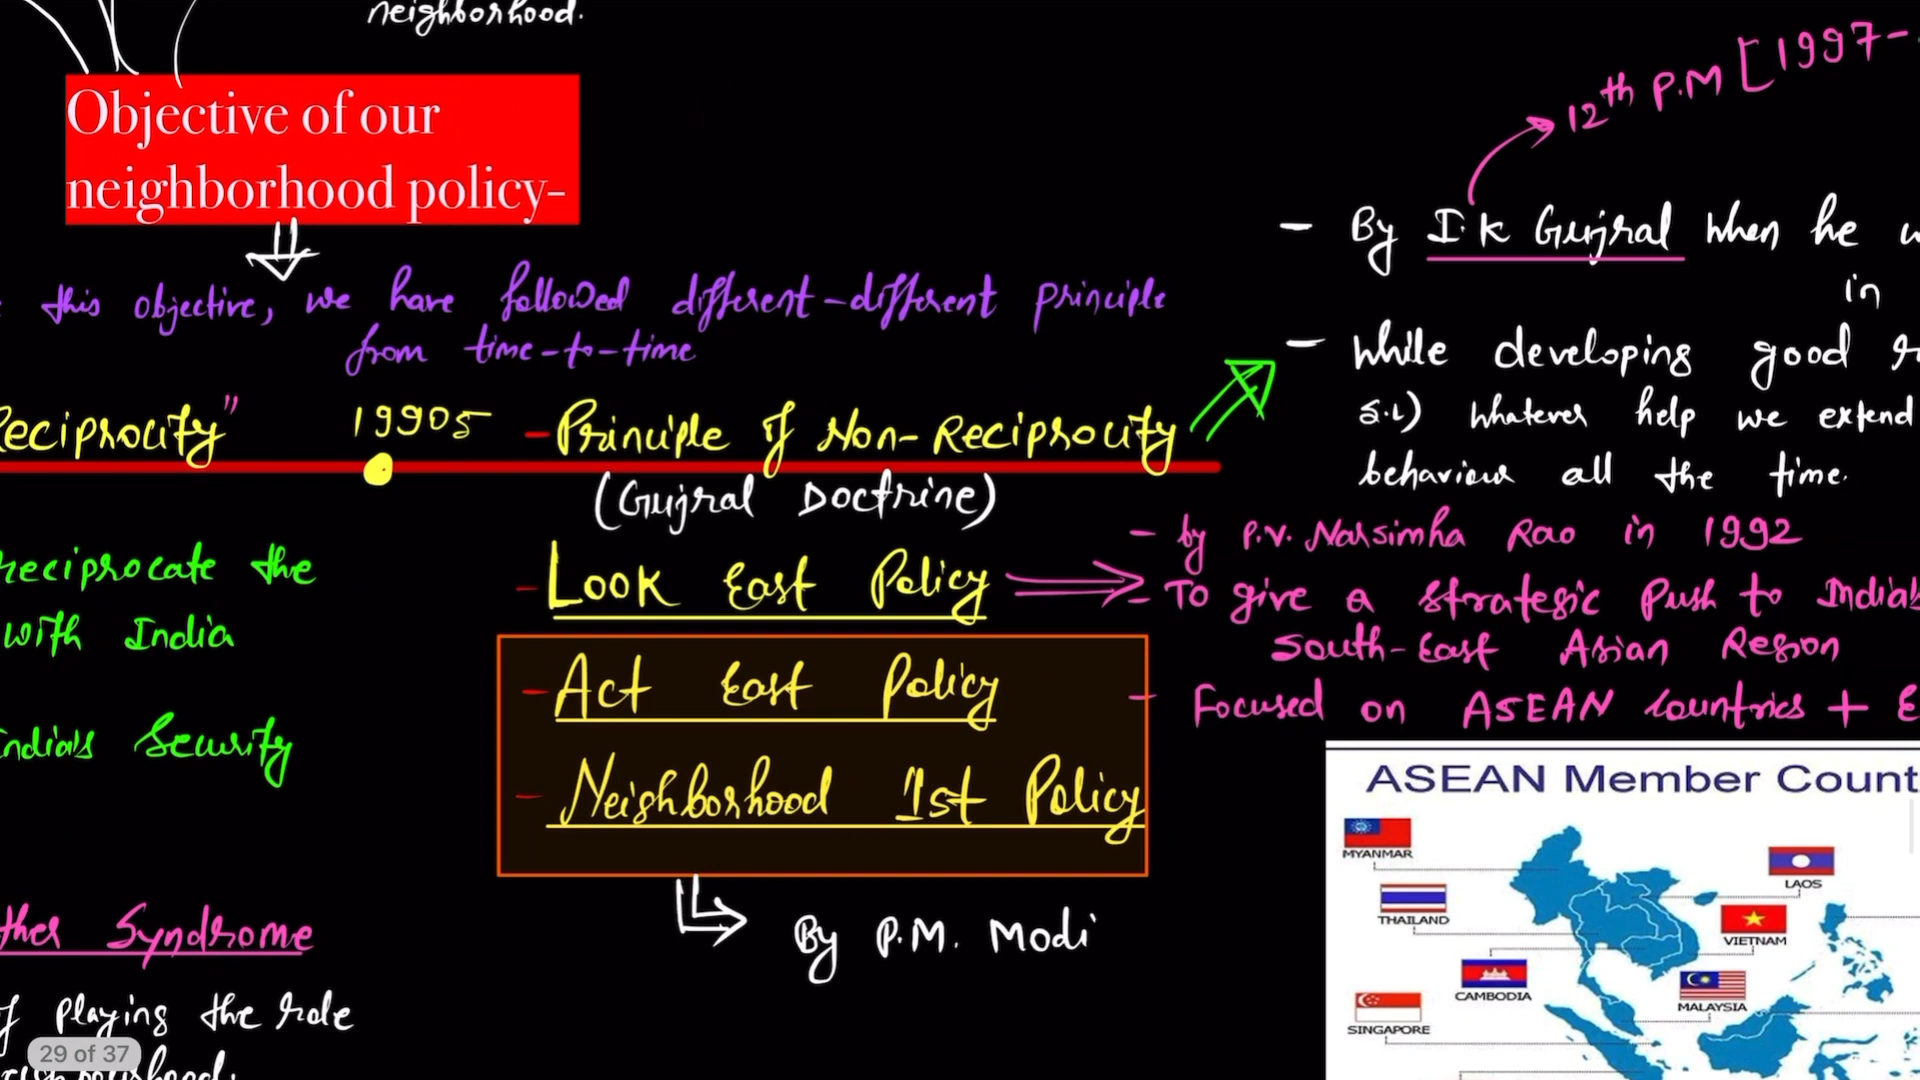 neighborhood.
Objective of our
neighborhood policy-
this objective, we have followed different-different principle
from time-to-time
Reciprocity"
1990s
- Principle of Non-Reciprocity
(Gujral Doctrine)
reciprocate the
with India
India's Security
ther Syndrome
of playing the role
29 of 37
- Look East Policy
- Act East Policy
- Neighborhood 1st Policy
By P.M. Modi
12th P.M [1997-
- By I.K Gujral when he
in
- While developing good
s.t) whatever help we extend
behaviour all the time.
- by P.V. Narsimha Rao in 1992
- To give a strategic Push to India's
South-East Asian Region
- Focused on ASEAN Countries + E
ASEAN Member Count
MYANMAR
LAOS
THAILAND
VIETNAM
CAMBODIA
MALAYSIA
SINGAPORE